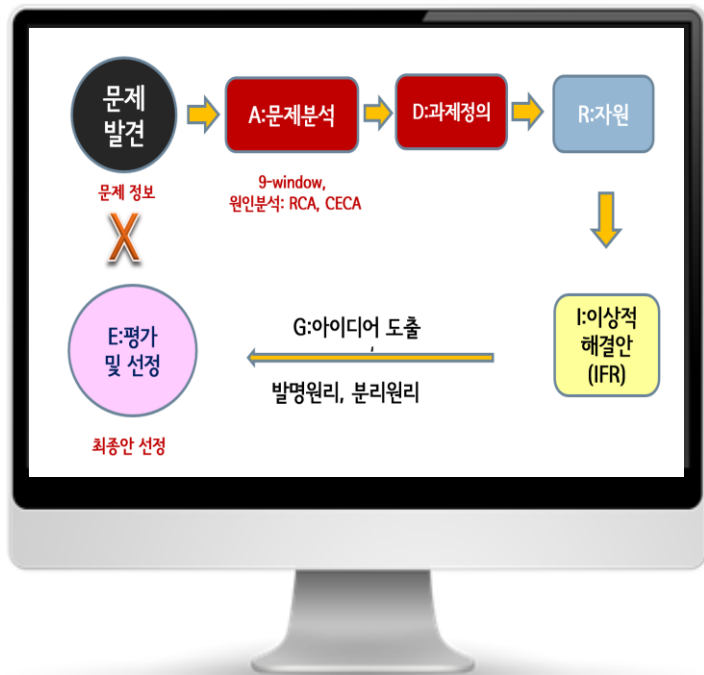 문제
발견
A:문제분석
D:과제정의
R:자원
문제 정보
9-window,
원인분석: RCA, CECA
X
E:평가
및 선정
G:아이디어 도출
,
발명원리, 분리원리
I:이상적
해결안
(IFR)
최종안 선정